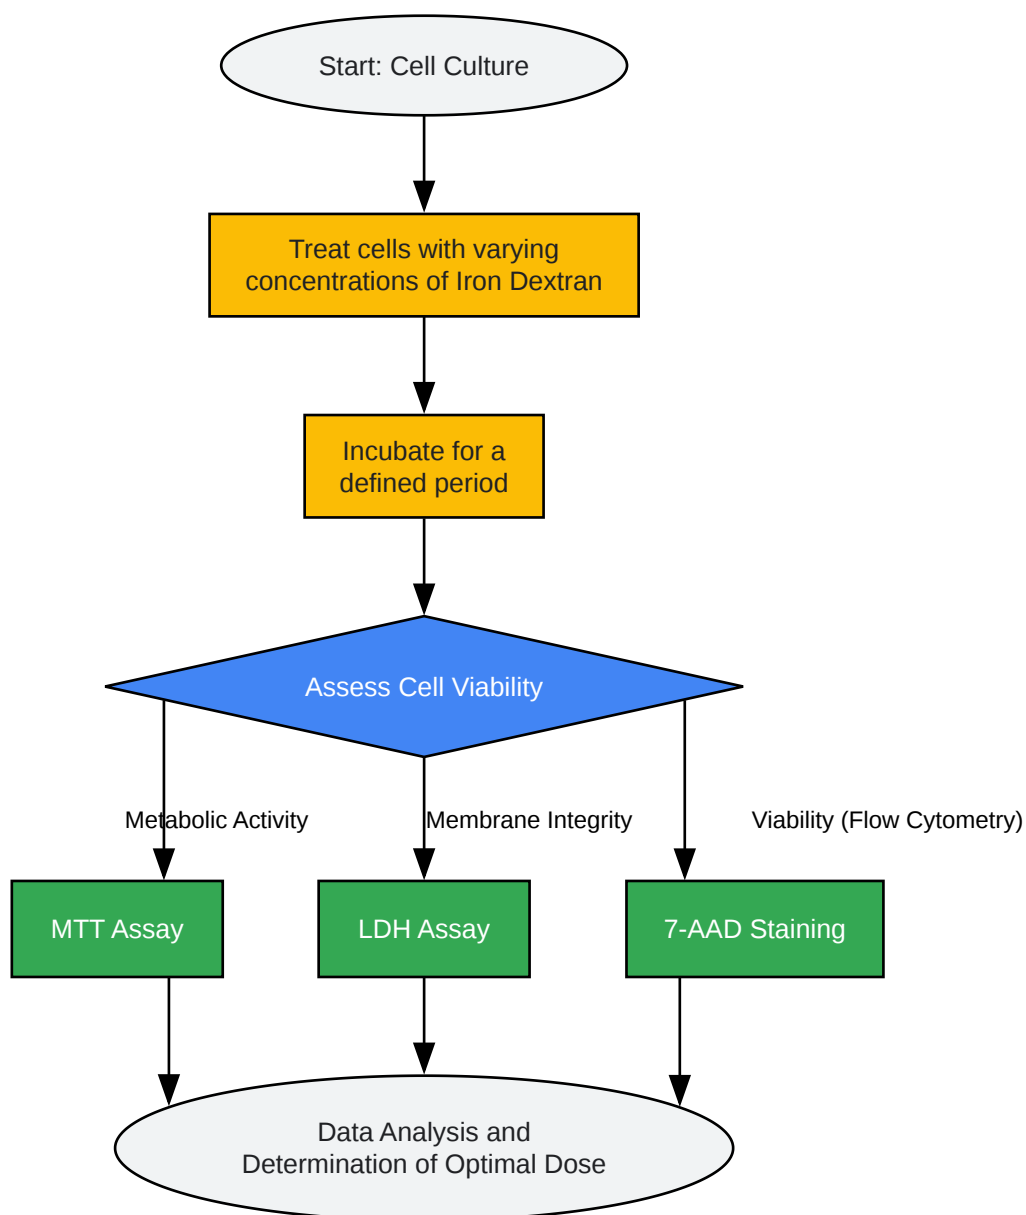 Start: Cell Culture
Treat cells with varying
concentrations of Iron Dextran
Incubate for a
defined period
Assess Cell Viability
Metabolic Activity
Membrane Integrity
Viability (Flow Cytometry)
MTT Assay
LDH Assay
7-AAD Staining
Data Analysis and
Determination of Optimal Dose